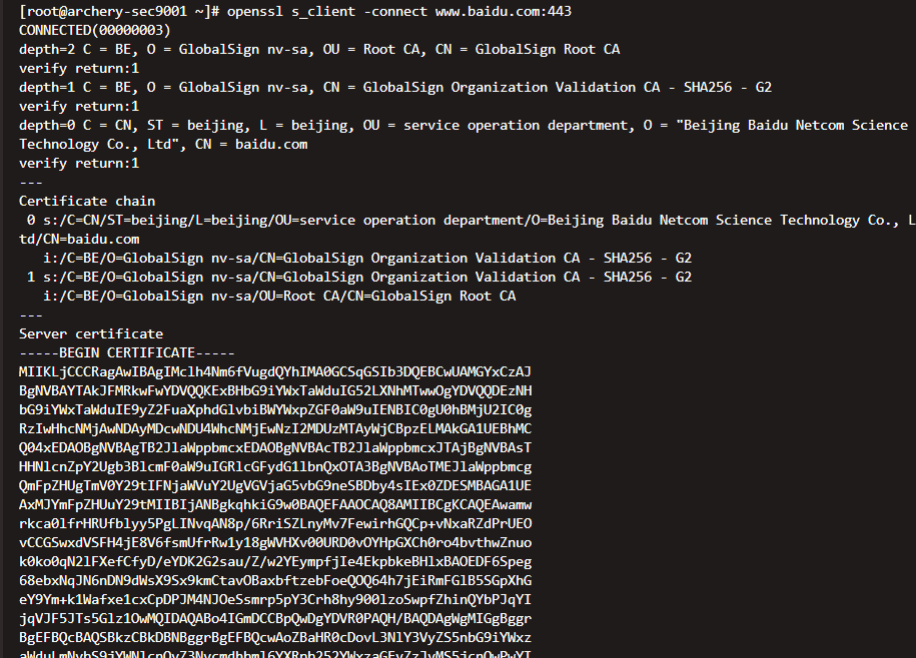 [root@archery-sec9001 ~]# openssl s_client -connect www.baidu.com:443
CONNECTED(00000003)
depth=2 C = BE, O = GlobalSign nv-sa, OU = Root CA, CN = GlobalSign Root CA
verify return:1
depth=1 C = BE, O = GlobalSign nv-sa, CN = GlobalSign Organization Validation CA - SHA256 - G2
verify return:1
depth=0 C = CN, ST = beijing, L = beijing, OU = service operation department, O = "Beijing Baidu Netcom Science
Technology Co., Ltd", CN = baidu.com
verify return:1
---
Certificate chain
0 s:/C=CN/ST=beijing/L=beijing/OU=service operation department/O=Beijing Baidu Netcom Science Technology Co., L
td/CN=baidu.com
i:/C=BE/O=GlobalSign nv-sa/CN=GlobalSign Organization Validation CA - SHA256 - G2
1 s:/C=BE/O=GlobalSign nv-sa/CN=GlobalSign Organization Validation CA - SHA256 - G2
i:/C=BE/O=GlobalSign nv-sa/OU=Root CA/CN=GlobalSign Root CA
---
Server certificate
-----BEGIN CERTIFICATE-----
MIIKLjCCCRagAwIBAgIMclh4Nm6fVugdQYhIMA0GCSqGSIb3DQEBCwUAMGYxCzAJ
BgNVBAYTAkJFMRkwFwYDVQQKExBHbG9iYWxTaWduIG52LXNhMTwwOgYDVQQDEzNH
bG9iYWxTaWduIE9yZ2FuaXphdGlvbiBWYWxpZGF0aW9uIENBIC0gU0hBMjU2IC0g
RzIwHhcNMjAwNDAyMDcwNDU4WhcNMjEwNzI2MDUzMTAyWjCBpzELMAkGA1UEBhMC
Q04xEDAOBgNVBAgTB2JlaWppbmcxEDAOBgNVBAcTB2JlaWppbmcxJTAjBgNVBAsT
HHNlcnZpY2Ugb3BlcmF0aW9uIGRlcGFydG1lbnQxOTA3BgNVBAoTMEJlaWppbmcg
QmFpZHUgTmV0Y29tIFNjaWVuY2UgVGVjaG5vbG9neSBDby4sIEx0ZDESMBAGA1UE
AxMJYmFpZHUuY29tMIIBIjANBgkqhkiG9w0BAQEFAAOCAQ8AMIIBCgKCAQEAwamw
rkca0lfrHRUfblyy5PgLINvqAN8p/6RriSZLnyMv7FewirhGQCp+vNxaRZdPrUEO
vCCGSwxdVSFH4jE8V6fsmUfrRw1y18gWVHXv00URD0vOYHpGXCh0ro4bvthwZnuo
k0ko0qN2lFXefCfyD/eYDK2G2sau/Z/w2YEympfjIe4EkpbkeBHlxBAOEDF6Speg
68ebxNqJN6nDN9dWsX9Sx9kmCtavOBaxbftzebFoeQOQ64h7jEiRmFGlB5SGpXhG
eY9Ym+k1Wafxe1cxCpDPJM4NJOeSsmrp5pY3Crh8hy900lzoSwpfZhinQYbPJqYI
jqVJF5JTs5Glz1OwMQIDAQABo4IGmDCCBpQwDgYDVR0PAQH/BAQDAgWgMIGgBggr
BgEFBQcBAQSBkzCBkDBNBggrBgEFBQcwAoZBaHR0cDovL3NlY3VyZS5nbG9iYWxz